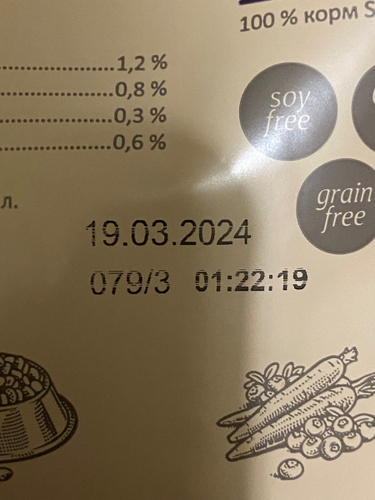 100 % корм S
1,2 %
0,8 %
0,3 %
0,6 %
soy
free
grain
free
л.
19.03.2024
079/3 01:22:19